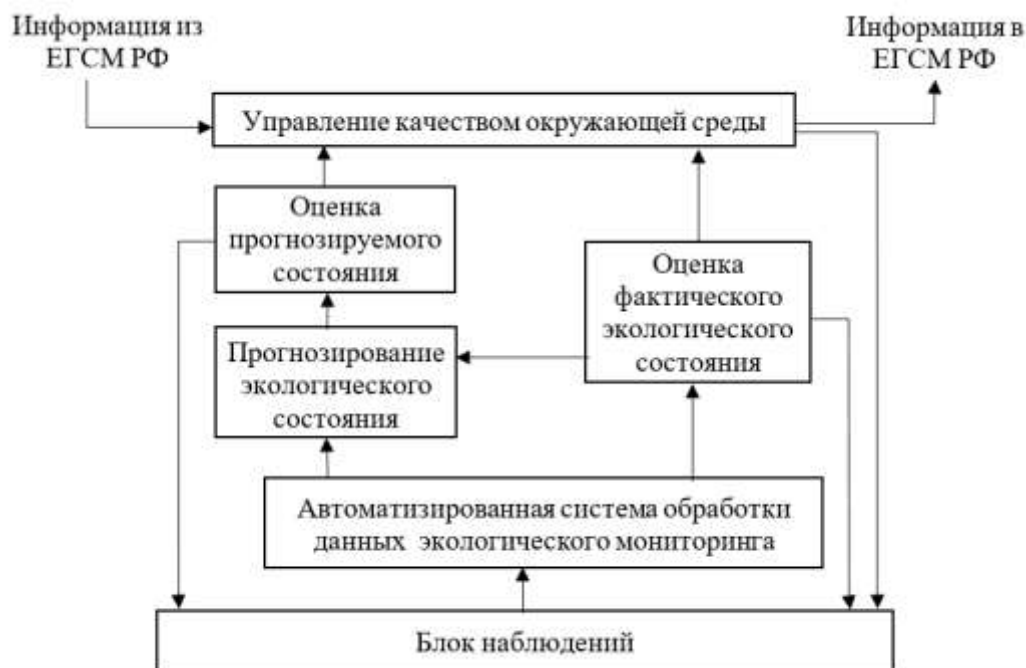 Информация из
ЕГСМ РФ
Информация в
ЕГСМ РФ
Управление качеством окружающей среды
Оценка
прогнозируемого
состояния
Оценка
фактического
экологического
состояния
Прогнозирование
экологического
состояния
Автоматизированная система обработки
данных экологического мониторинга
Блок наблюдений